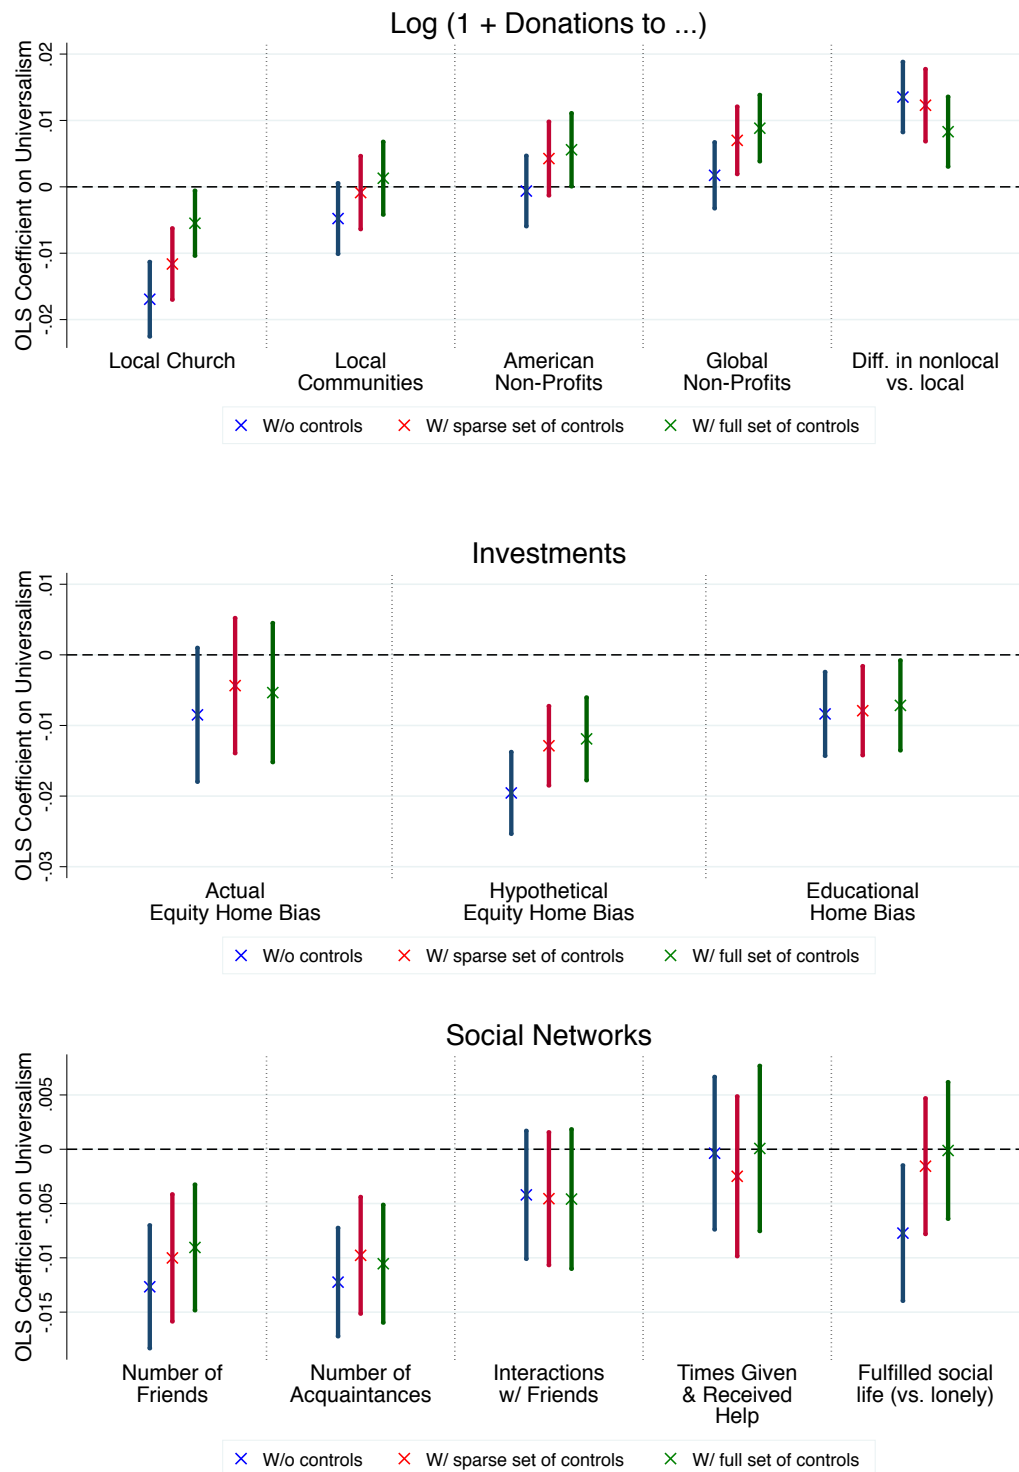 Log (1 + Donations to ...)
OLS Coefficient on Universalism
.02
.01
0
-.01
-.02
Local Church
Local
Communities
American
Non-Profits
Global
Non-Profits
Diff. in nonlocal
vs. local
W/o controls
W/ sparse set of controls
W/ full set of controls
Investments
OLS Coefficient on Universalism
.01
0
-.01
-.02
-.03
Actual
Equity Home Bias
Hypothetical
Equity Home Bias
Educational
Home Bias
W/o controls
W/ sparse set of controls
W/ full set of controls
Social Networks
OLS Coefficient on Universalism
.005
0
-.005
-.01
-.015
Number of
Friends
Number of
Acquaintances
Interactions
w/ Friends
Times Given
& Received
Help
Fulfilled social
life (vs. lonely)
W/o controls
W/ sparse set of controls
W/ full set of controls